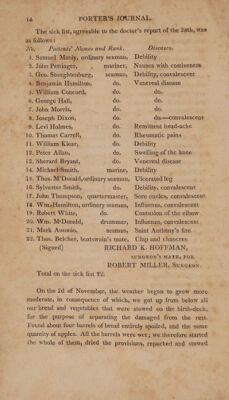 14 PORTER'S JOURNAL.
The sick list, agreeable to the doctor's report of the 28th, was
as follows:
No. Patients' Names and Rank. Diseases.
1. Samuel Mosiy, ordinary seaman, Debility
2. John Pettinger, mariner, Nausea with costiveness
3. Geo. Stoughtenburg, seaman, Debility, convalescent
4. Benjamin Hamilton, do. Venereal disease
5. William Concord, do. do.
6. George Hall, do. do.
7. John Morris, do. do.
8. Joseph Dixon, do. do.—convalescent
9. Levi Holmes, do. Remittent head-ache
10. Thomas Carroll, do. Rheumatic pains
11. William Klear, do. Debility
12. Peter Allan, do. Swelling of the knee
13. Sherard Bryant, do. Venereal disease
14. Michael Smith, marine, Debility
15. Thos. M'Donald, ordinary seaman, Ulcerated leg
16. Sylvester Smith, do. Debility, convalescent
17. John Thompson, quartermaster, Sore , convalescent
18. Wm. Hamilton, ordinary seaman, Influenza, convalescent
19. Robert White, do. Contusion of the elbow
20. Wm. M'Donald, drummer, Influenza, convalescent
21. Mark Antonio, seaman, Saint Anthony's fire
22. Thos. Belcher, boatswain's mate, Clap and chancres
(Signed) RICHARD K. HOFFMAN,
SURGEON'S MATE, FOR
ROBERT MILLER, SURGEON.
Total on the sick list 22.
On the 2d of November, the weather began to grow more
moderate, in consequence of which, we got up from below all
our bread and vegetables that were stowed on the birth-deck,
for the purpose of separating the damaged from the rest.
Found about four barrels of bread entirely spoiled, and the same
quantity of apples. All the barrels were wet; we therefore started
the whole of them, dried the provisions, repacked and stowed